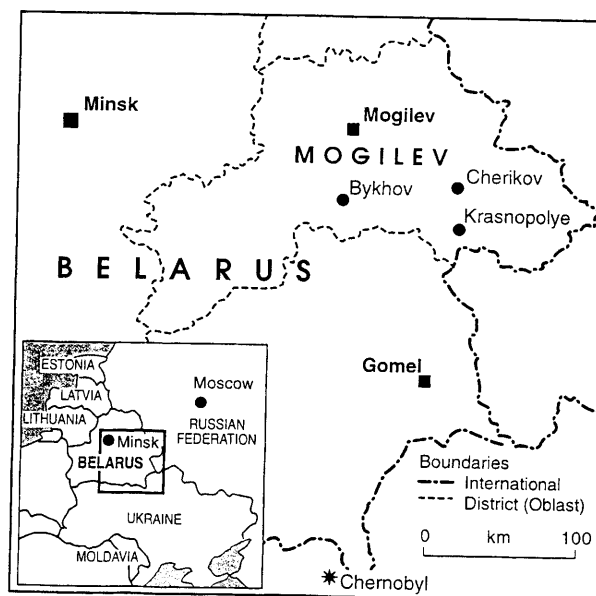 Minsk
Mogilev
MOGILEV
Bykhov
Cherikov
Krasnopolye
BELARUS
Gomel
ESTONIA
LATVIA
LITHUANIA
Moscow
RUSSIAN
FEDERATION
Minsk
BELARUS
UKRAINE
MOLDAVIA
Boundaries
International
District (Oblast)
0 km 100
Chernobyl